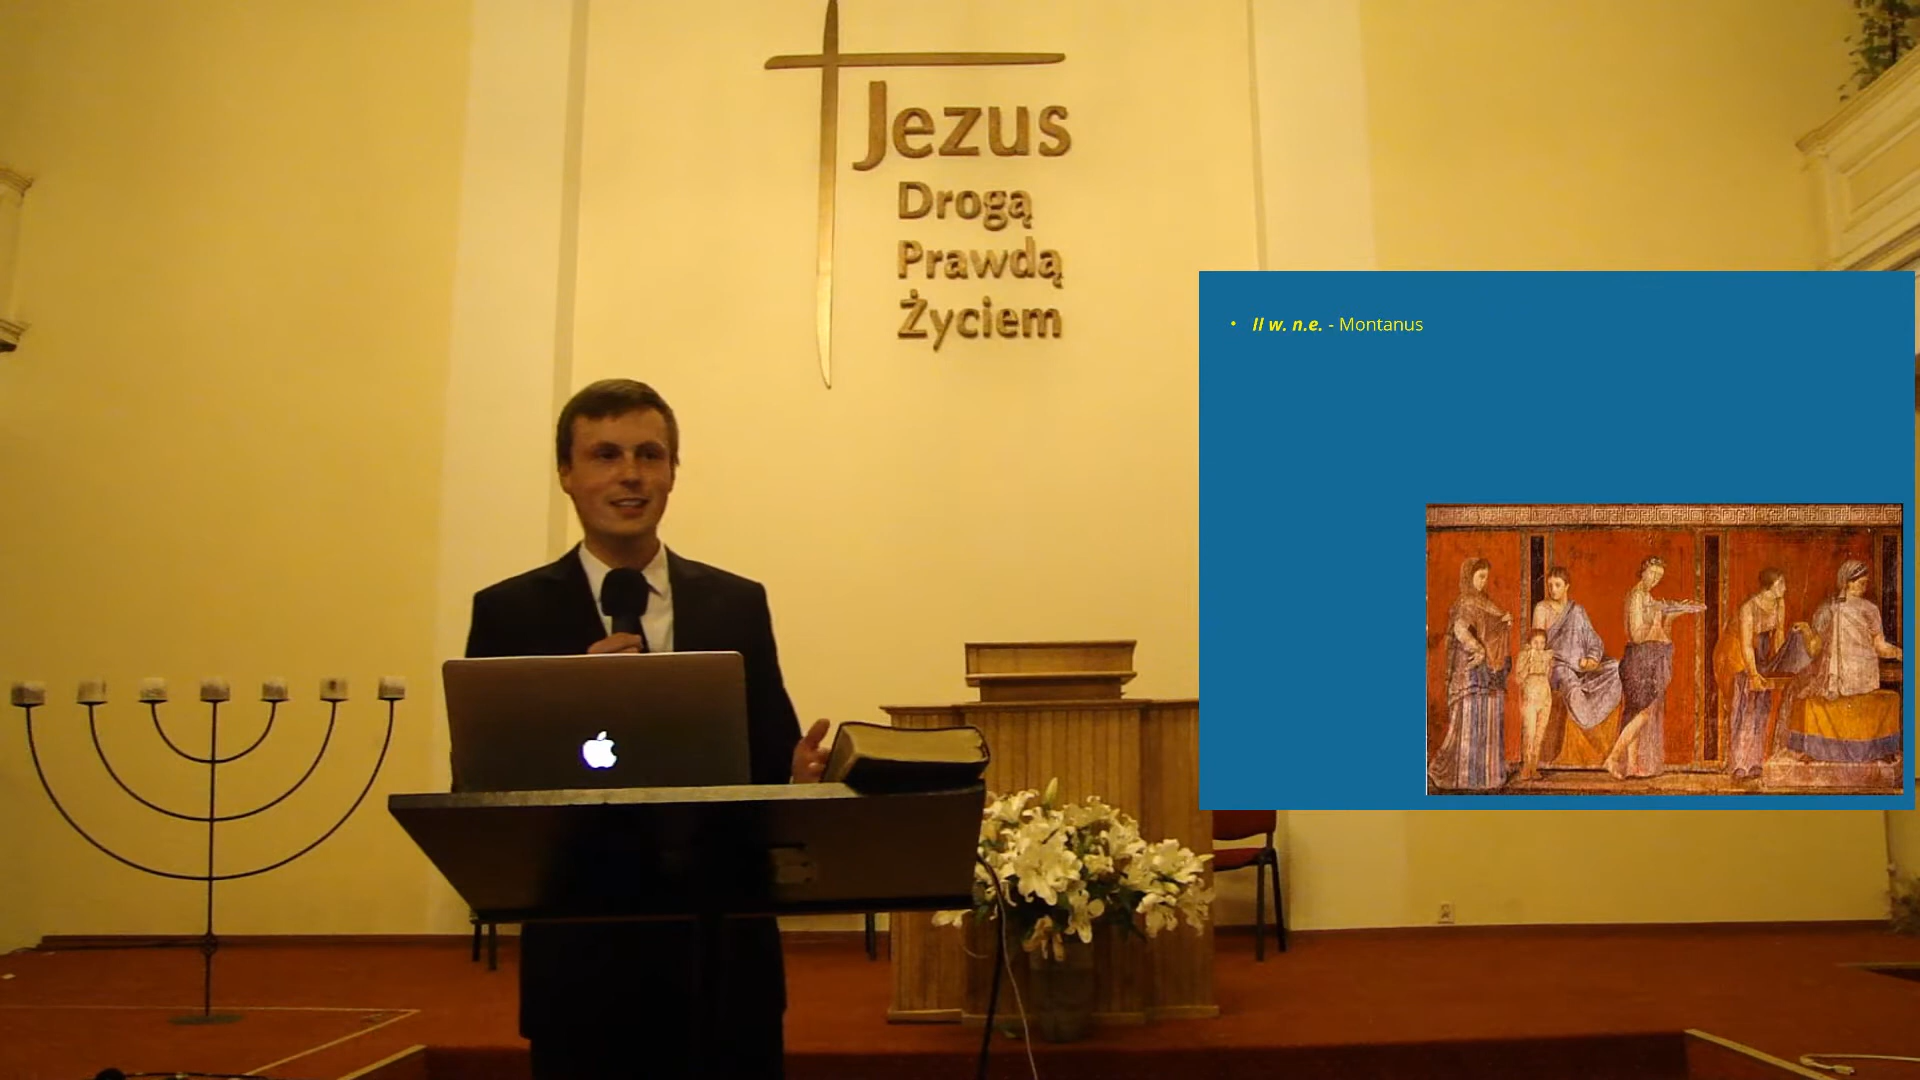 Jezus
Drogą
Prawdą
Życiem
• II w. n.e. - Montanus